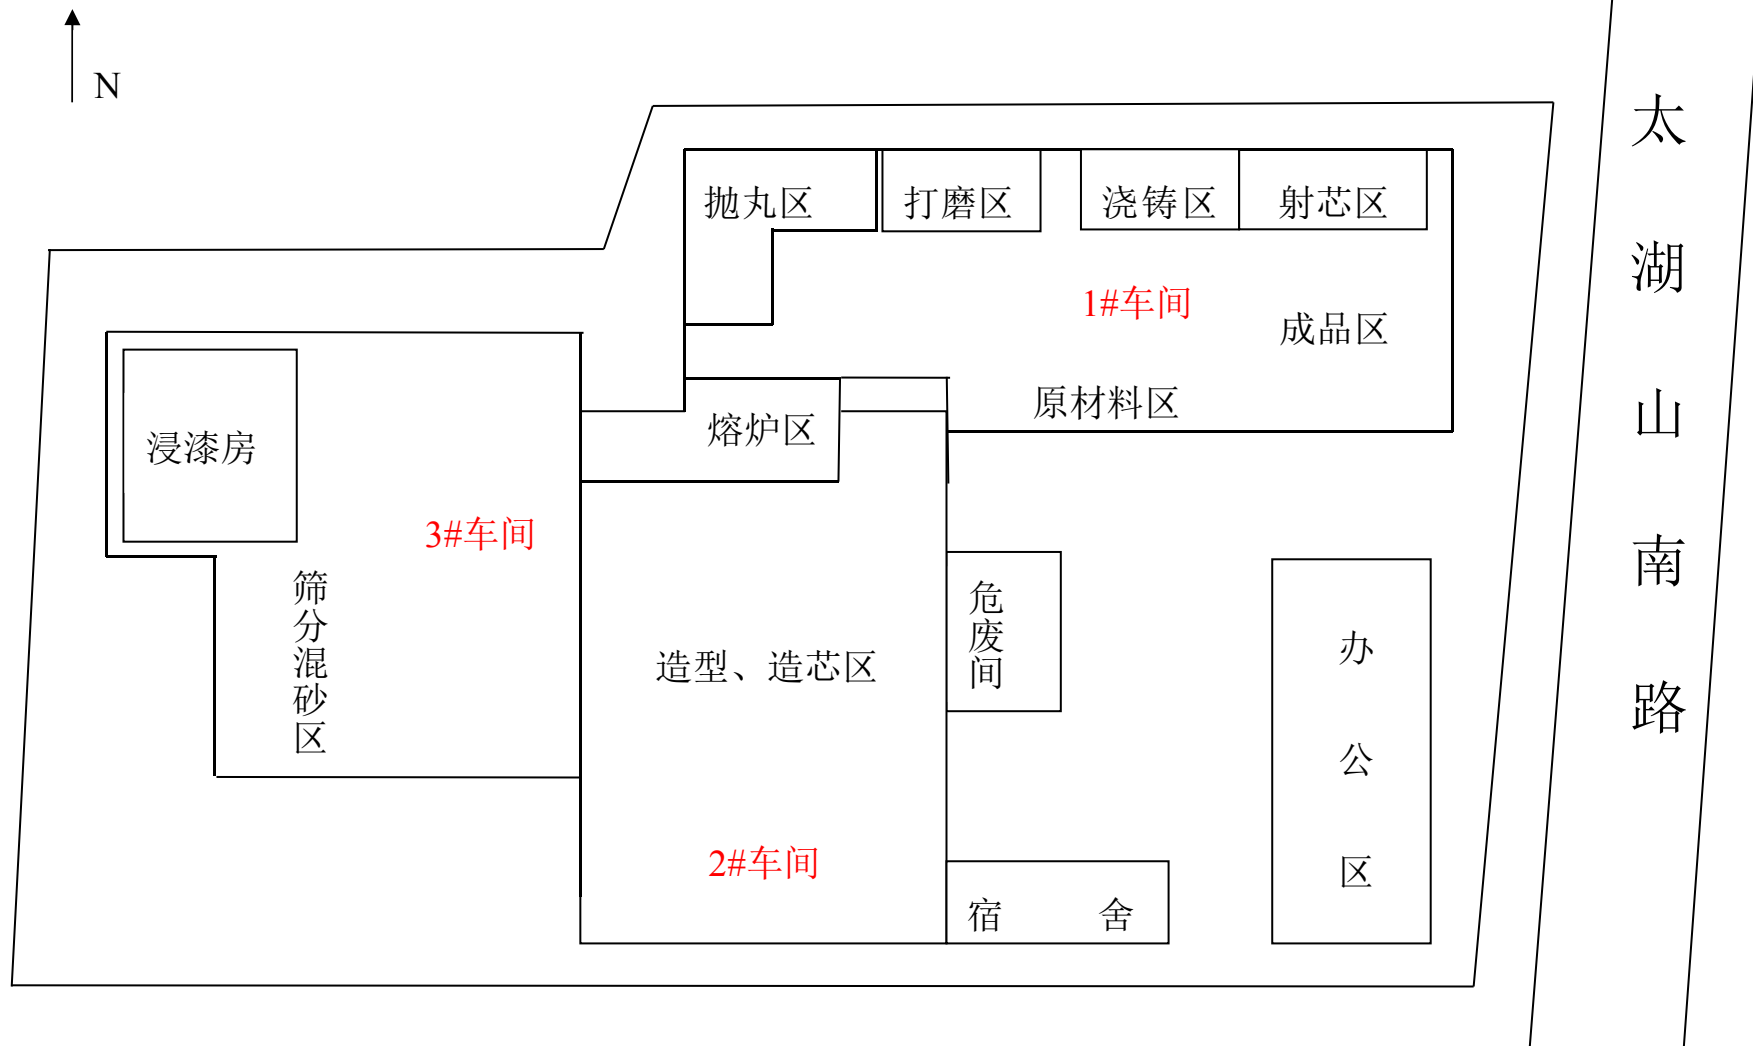 N
抛丸区
打磨区
浇铸区
射芯区
1#车间
成品区
原材料区
熔炉区
浸漆房
3#车间
筛分混砂区
造型、造芯区
2#车间
危废间
宿舍
办公区
太湖山南路